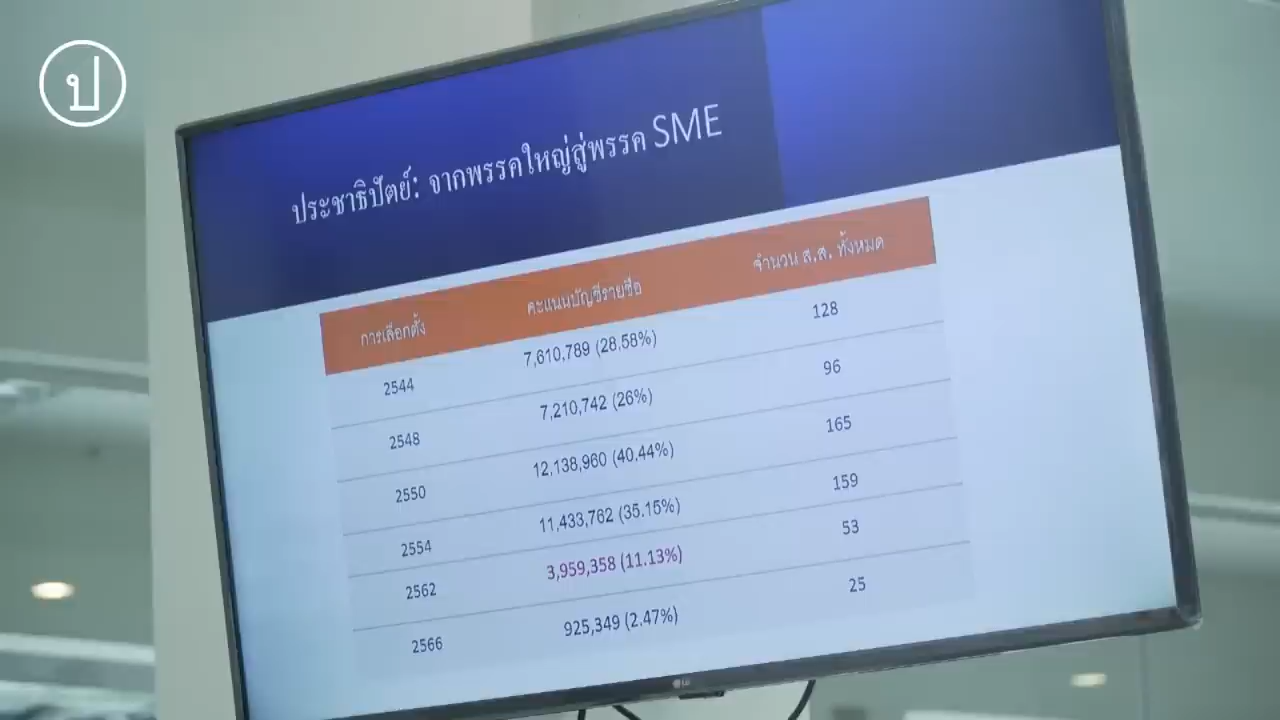 ป
ประชาธิปัตย์: จากพรรคใหญ่สู่พรรค SME
การเลือกตั้ง คะแนนบัญชีรายชื่อ จำนวน ส.ส. ทั้งหมด
2544 7,610,789 (28.58%) 128
2548 7,210,742 (26%) 96
2550 12,138,960 (40.44%) 165
2554 11,433,762 (35.15%) 159
2562 3,959,358 (11.13%) 53
2566 925,349 (2.47%) 25
LG